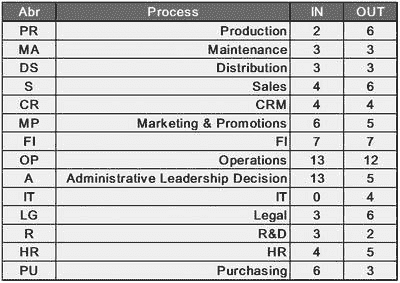 Abr Process IN OUT
PR Production 2 6
MA Maintenance 3 3
DS Distribution 3 3
S Sales 4 6
CR CRM 4 4
MP Marketing & Promotions 6 5
FI FI 7 7
OP Operations 13 12
A Administrative Leadership Decision 13 5
IT IT 0 4
LG Legal 3 6
R R&D 3 2
HR HR 4 5
PU Purchasing 6 3